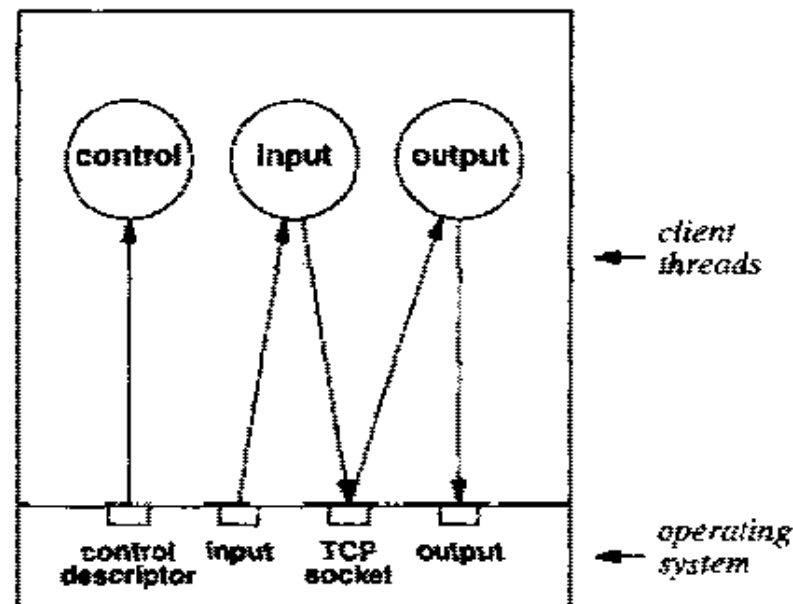 control
input
output
client
threads
control
descriptor
input
TCP
socket
output
operating
system